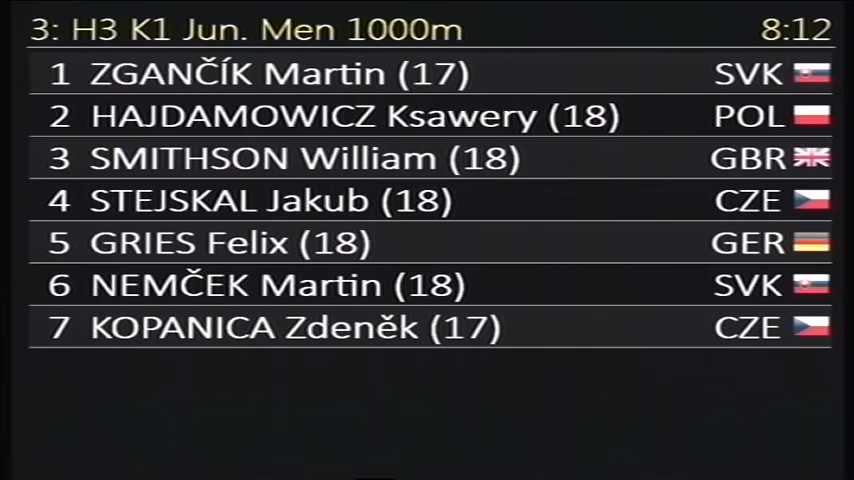 3: H3 K1 Jun. Men 1000m 8:12
1 ZGANČÍK Martin (17) SVK
2 HAJDAMOWICZ Ksawery (18) POL
3 SMITHSON William (18) GBR
4 STEJSKAL Jakub (18) CZE
5 GRIES Felix (18) GER
6 NEMČEK Martin (18) SVK
7 KOPANICA Zdeněk (17) CZE